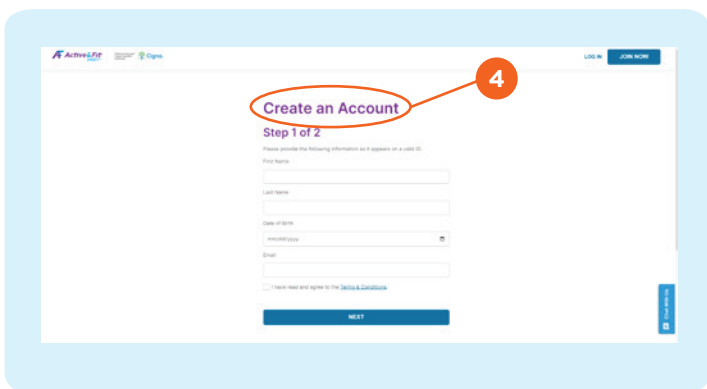 Active&Fit
Cigna
LOG IN
JOIN NOW
4
Create an Account
Step 1 of 2
Please provide the following information as it appears on a valid ID.
First Name
Last Name
Date of Birth
mm/dd/yyyy
Email
I have read and agree to the Terms & Conditions.
NEXT
Chat With Us